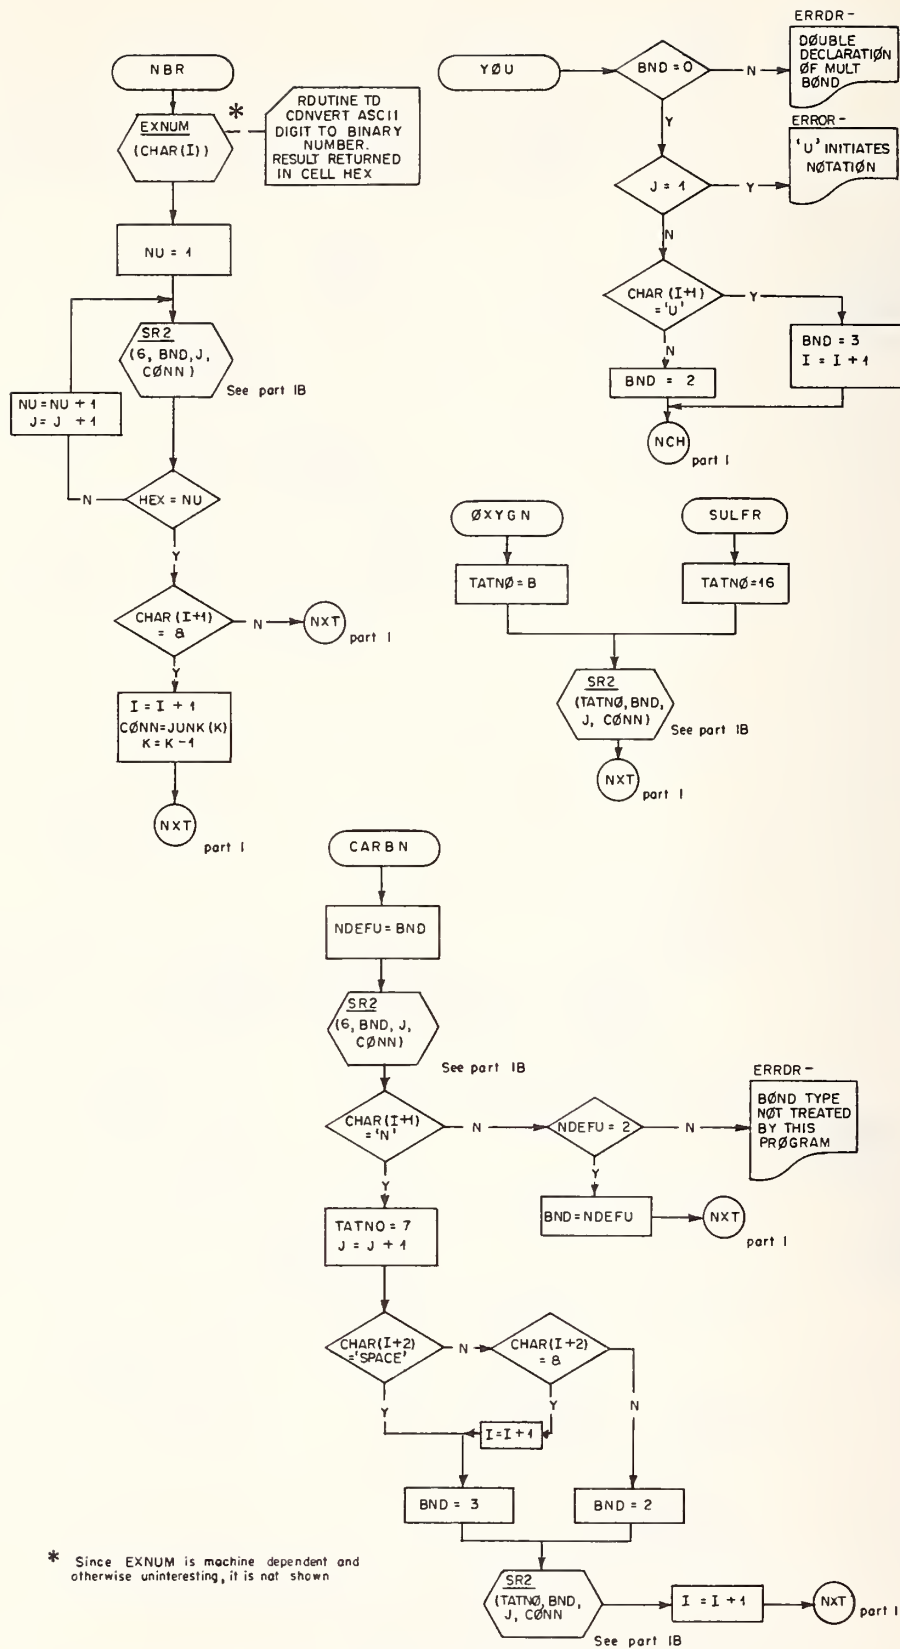 NBR
EXNUM
(CHAR(I))
*
RDUTINE TD
CDNVERT ASCII
DIGIT TO BINARY
NUMBER.
RESULT RETURNED
IN CELL HEX
NU = 1
SR2
(6, BND, J,
CØNN)
See part IB
NU=NU + 1
J = J + 1
N
HEX = NU
Y
CHAR (I+1)
= &
N
NXT
part I
Y
I = I + 1
CØNN=JUNK(K)
K = K - 1
NXT
part I
YØU
BND = 0
N
ERRDR -
DØUBLE
DECLARATIØN
ØF MULT
BØND
Y
J = 1
Y
ERROR -
'U' INITIATES
NØTATIØN
N
CHAR (I+1)
= 'U'
Y
BND = 3
I = I + 1
N
BND = 2
NCH
part I
ØXYGN
TATNØ = 8
SULFR
TATNØ=16
SR2
(TATNØ, BND,
J, CØNN)
See part IB
NXT
part I
CARBN
NDEFU = BND
SR2
(6, BND, J,
CØNN)
See part IB
CHAR(I+1)
= 'N'
N
NDEFU = 2
N
ERRDR -
BØND TYPE
NØT TREATED
BY THIS
PRØGRAM
Y
BND=NDEFU
NXT
part I
Y
TATNO = 7
J = J + 1
CHAR(I+2)
='SPACE'
N
CHAR(I+2)
= &
Y
Y
N
I=I+1
BND = 3
BND = 2
SR2
(TATNØ, BND,
J, CØNN
See part IB
I = I + 1
NXT
part I
* Since EXNUM is machine dependent and
otherwise uninteresting, it is nat shown